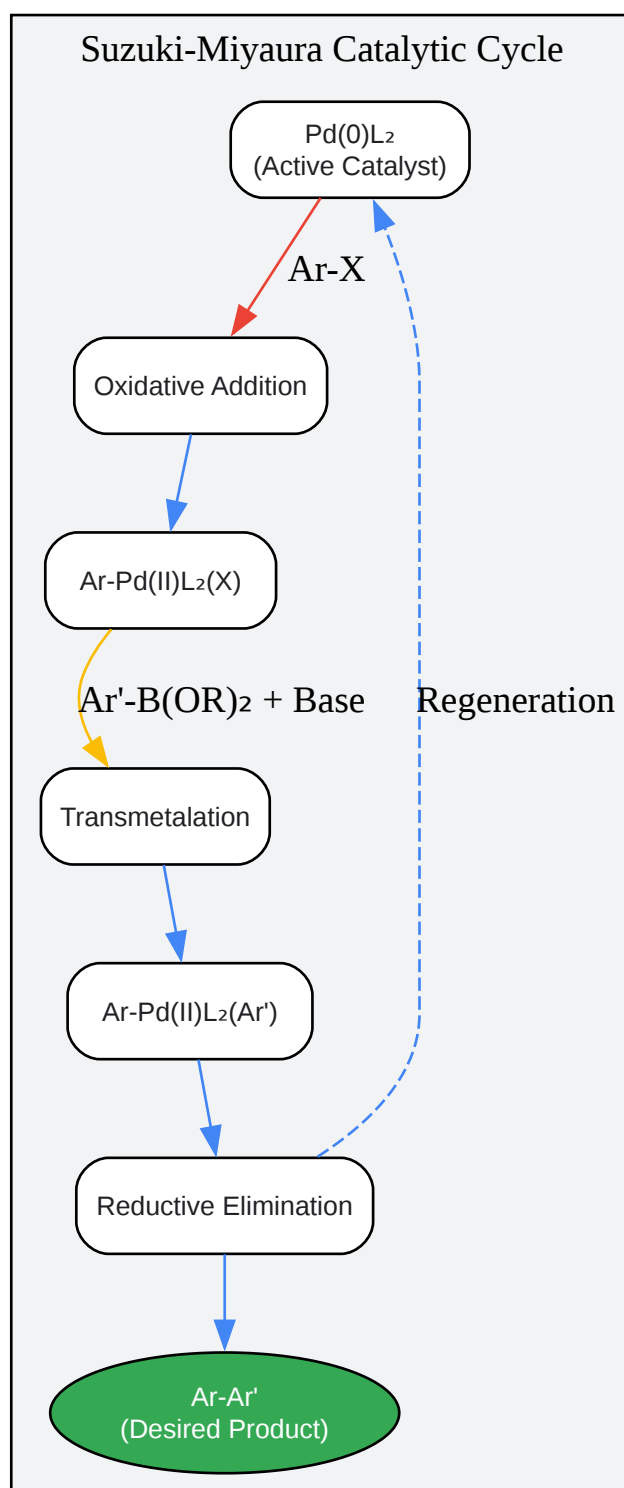 Suzuki-Miyaura Catalytic Cycle
Pd(0)L₂
(Active Catalyst)
Ar-X
Oxidative Addition
Ar-Pd(II)L₂(X)
Ar'-B(OR)₂ + Base
Regeneration
Transmetalation
Ar-Pd(II)L₂(Ar')
Reductive Elimination
Ar-Ar'
(Desired Product)